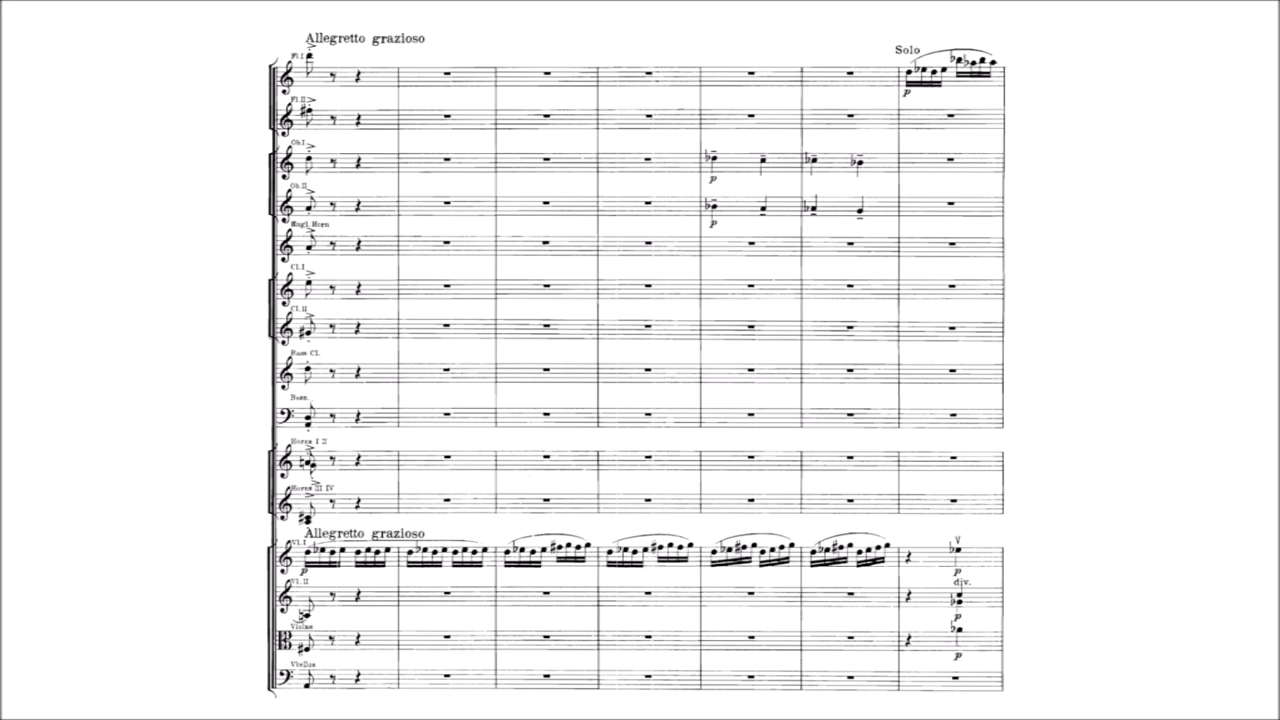 Allegretto grazioso
Solo
Fl.I
p
Fl.II
Ob.I
p
Ob.II
p
Engl.Horn
Cl.I
Cl.II
Bass Cl.
Bssn.
Horns I II
Horns III IV
Allegretto grazioso
Vl.I
p
p
Vl.II
div.
p
Violas
p
Vcellos